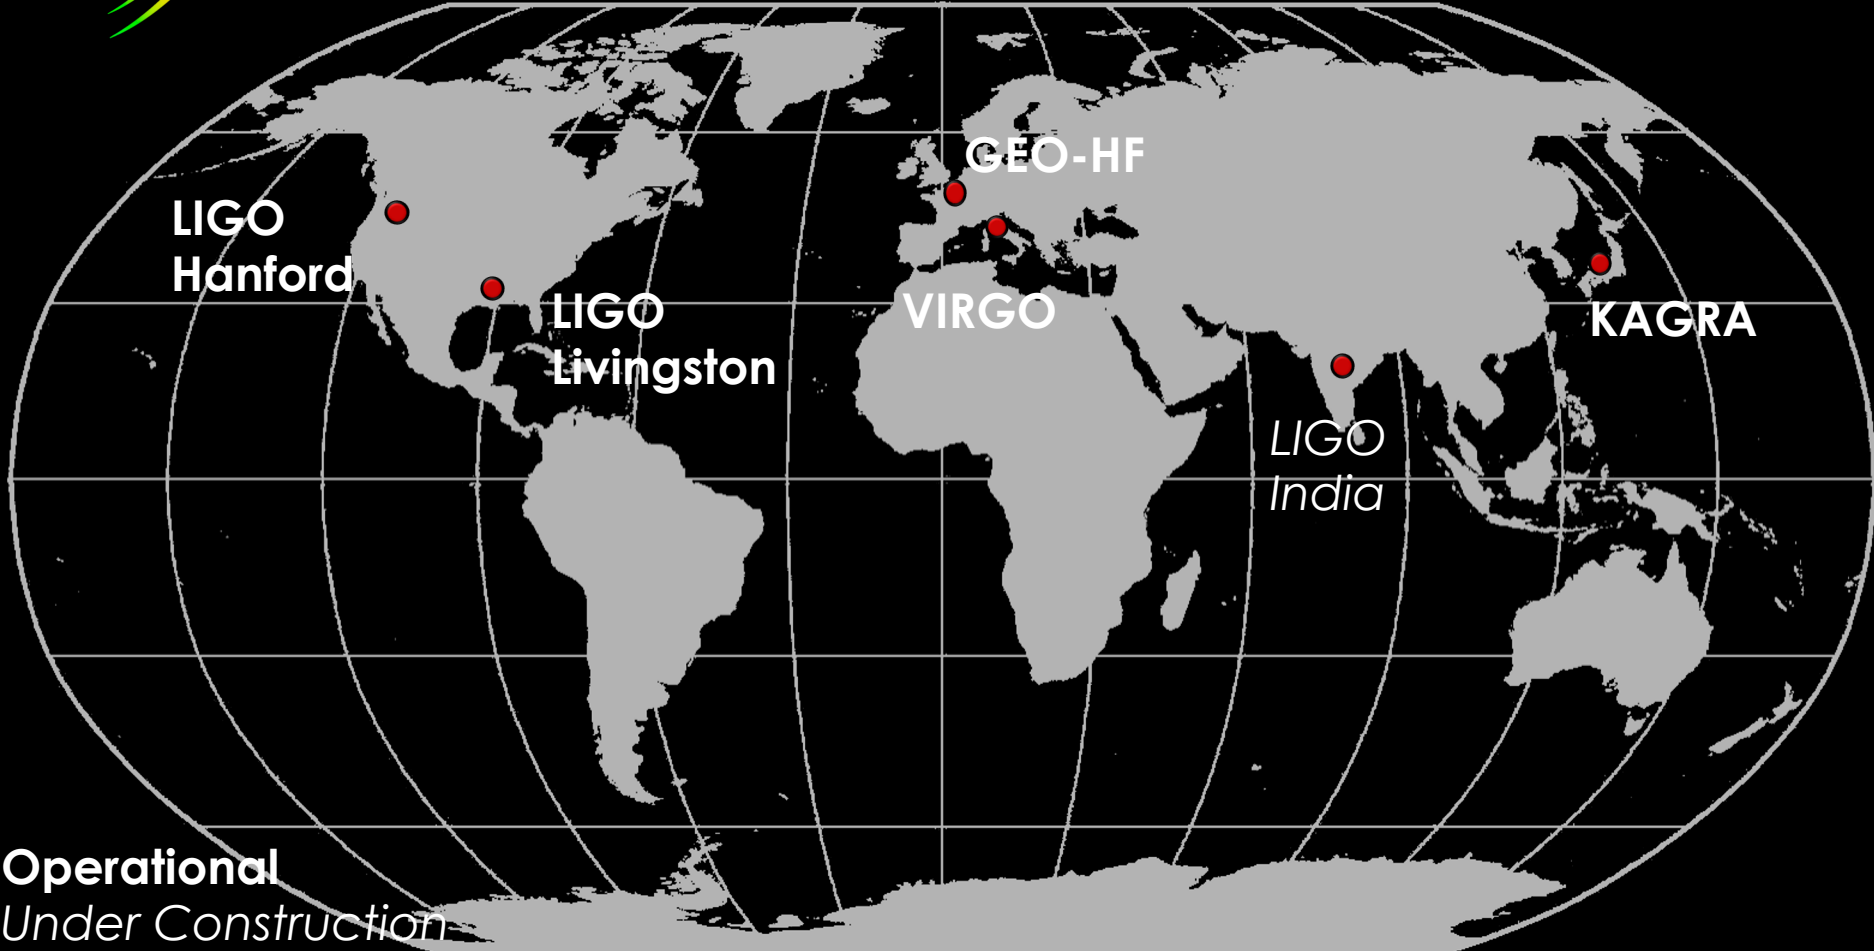 GEO-HF
LIGO
Hanford
LIGO
Livingston
VIRGO
KAGRA
LIGO
India
Operational
Under Construction